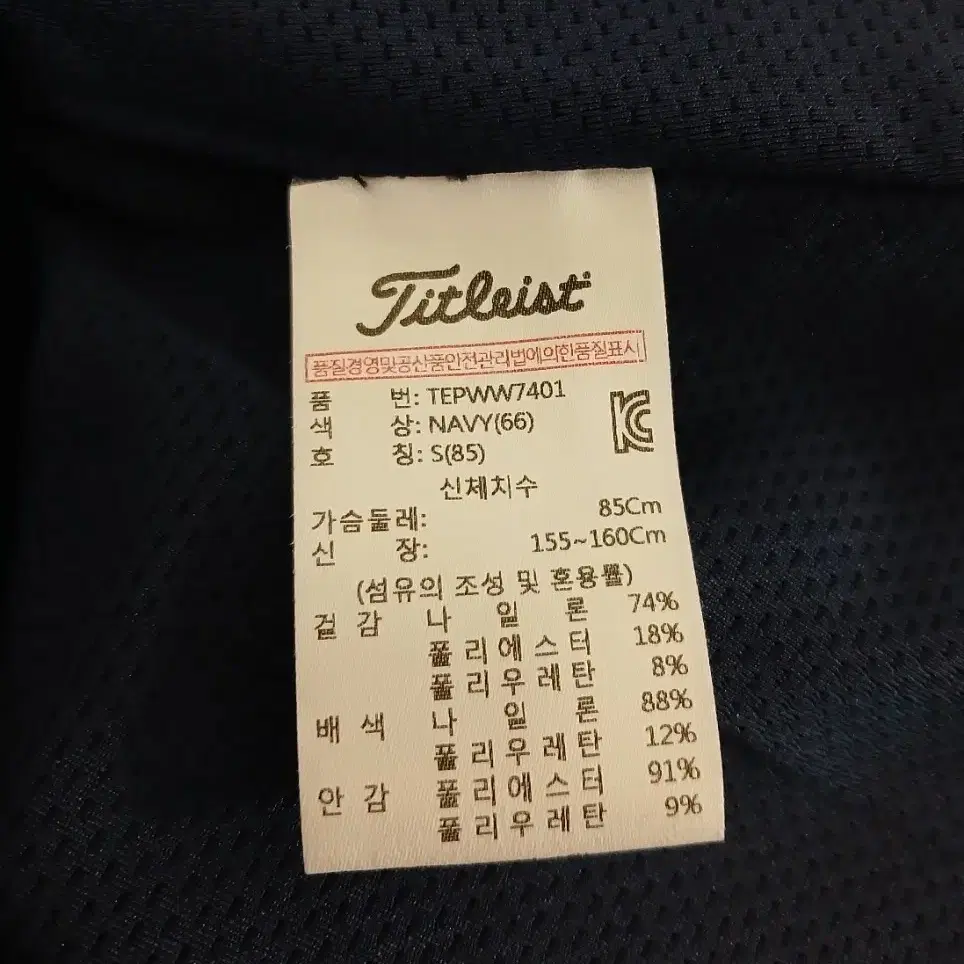 Titleist
품질경영및공산품안전관리법에의한품질표시
품 번: TEPWW7401
색 상: NAVY(66)
호 칭: S(85)
신체치수
가슴둘레: 85Cm
신 장: 155~160Cm
(섬유의 조성 및 혼용률)
겉 감 나 일 론 74%
폴 리 에 스 터 18%
폴 리 우 레 탄 8%
배 색 나 일 론 88%
폴 리 우 레 탄 12%
안 감 폴 리 에 스 터 91%
폴 리 우 레 탄 9%